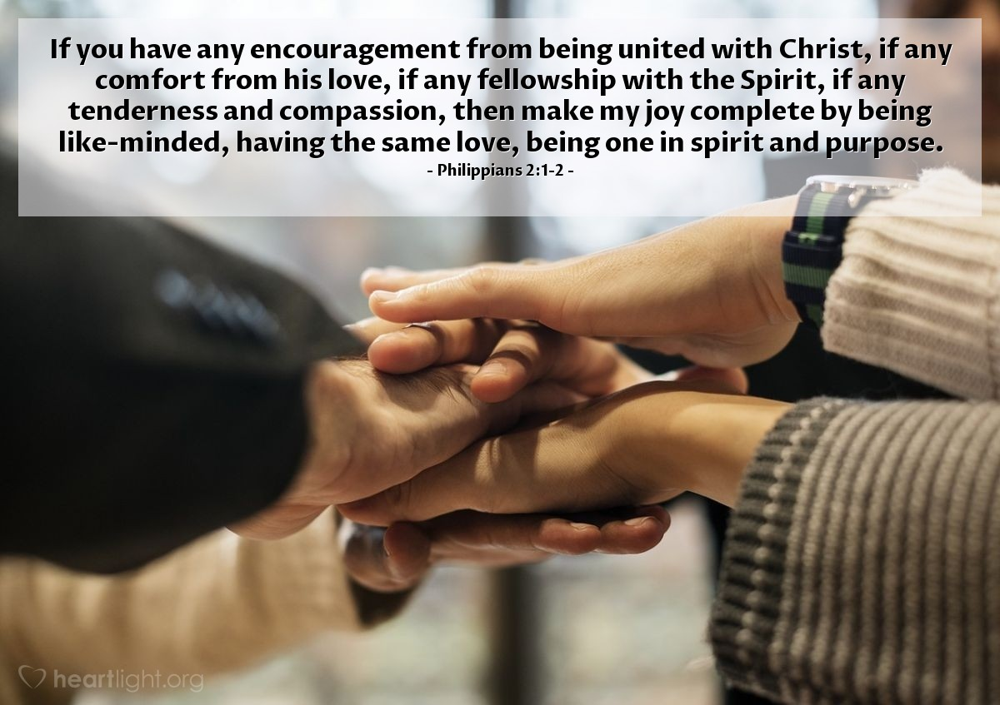 If you have any encouragement from being united with Christ, if any
comfort from his love, if any fellowship with the Spirit, if any
tenderness and compassion, then make my joy complete by being
like-minded, having the same love, being one in spirit and purpose.
- Philippians 2:1-2 -
heartlight.org